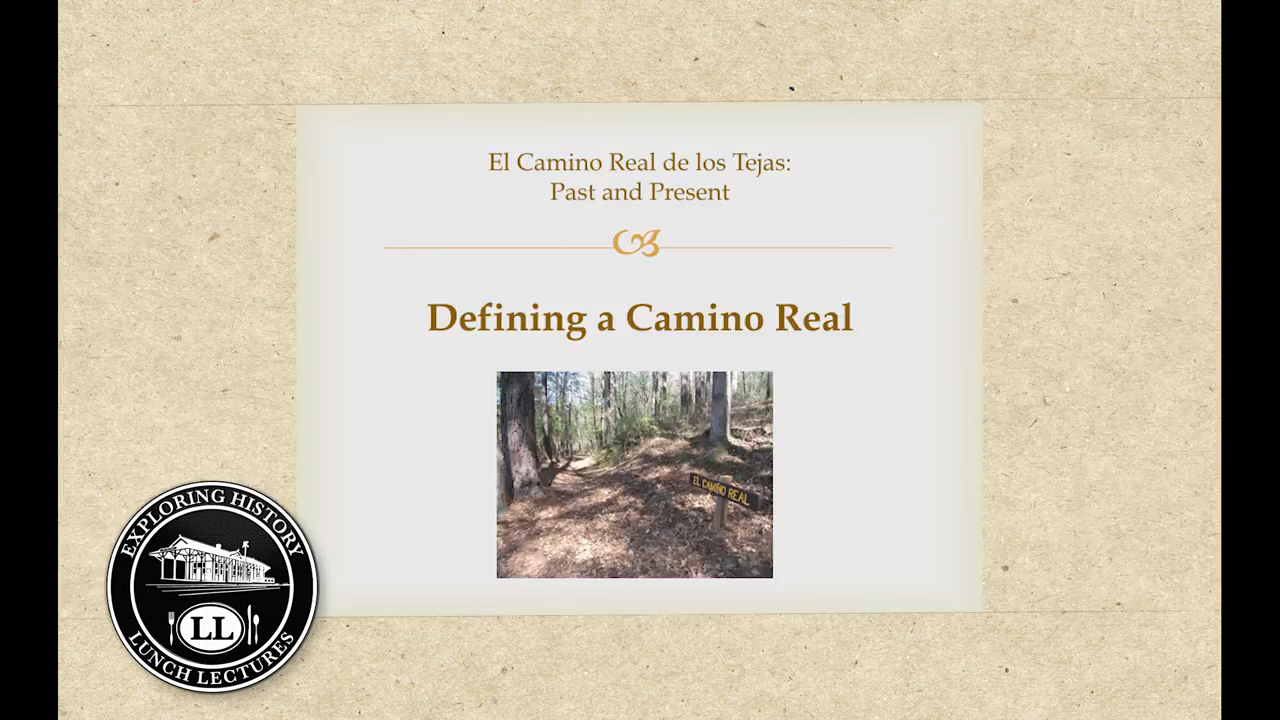 El Camino Real de los Tejas:
Past and Present
Defining a Camino Real
EL CAMINO REAL
EXPLORING HISTORY
LL
LUNCH LECTURES